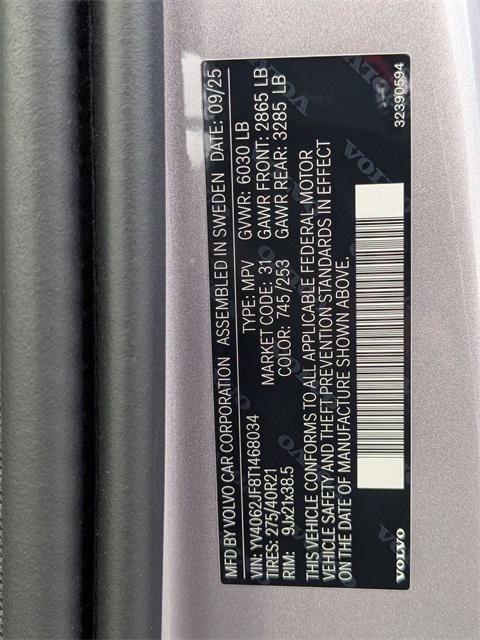 MFD BY VOLVO CAR CORPORATION ASSEMBLED IN SWEDEN DATE: 09/25
VIN: YV4062JF8T1468034 TYPE: MPV GVWR: 6030 LB
TIRES: 275/40R21 MARKET CODE: 31 GAWR FRONT: 2865 LB
RIM: 9Jx21x38.5 COLOR: 745/253 GAWR REAR: 3285 LB
THIS VEHICLE CONFORMS TO ALL APPLICABLE FEDERAL MOTOR
VEHICLE SAFETY AND THEFT PREVENTION STANDARDS IN EFFECT
ON THE DATE OF MANUFACTURE SHOWN ABOVE.
VOLVO 32390594